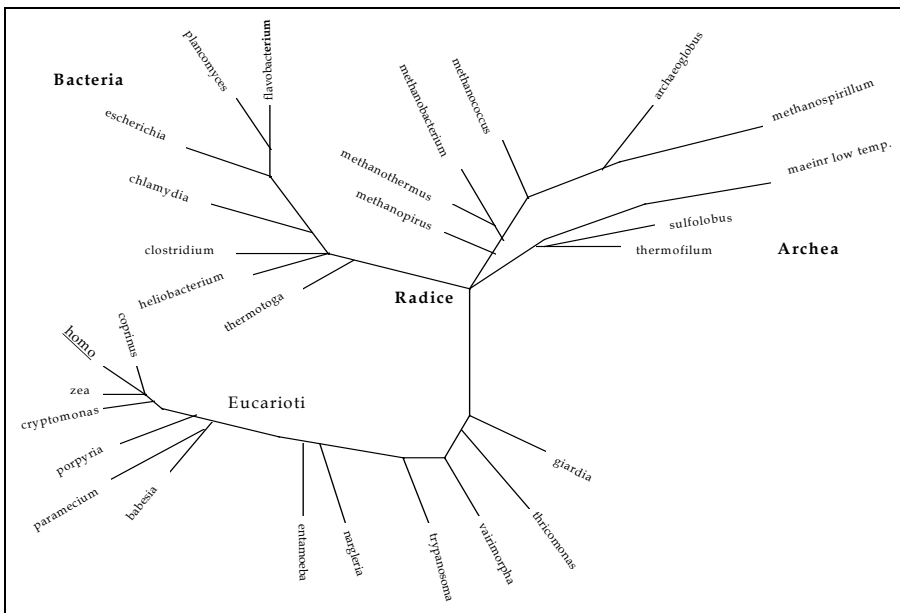 Bacteria
plancomyces
flavobacterium
escherichia
chlamydia
clostridium
heliobacterium
thermotoga
methanobacterium
methanococcus
methanothermus
methanopirus
archaeoglobus
methanospirillum
maeinr low temp.
sulfolobus
thermofilum
Archea
Radice
homo
coprinus
zea
cryptomonas
Eucarioti
porpyria
paramecium
babesia
entamoeba
nargleria
trypanosoma
vairimorpha
thricomonas
giardia